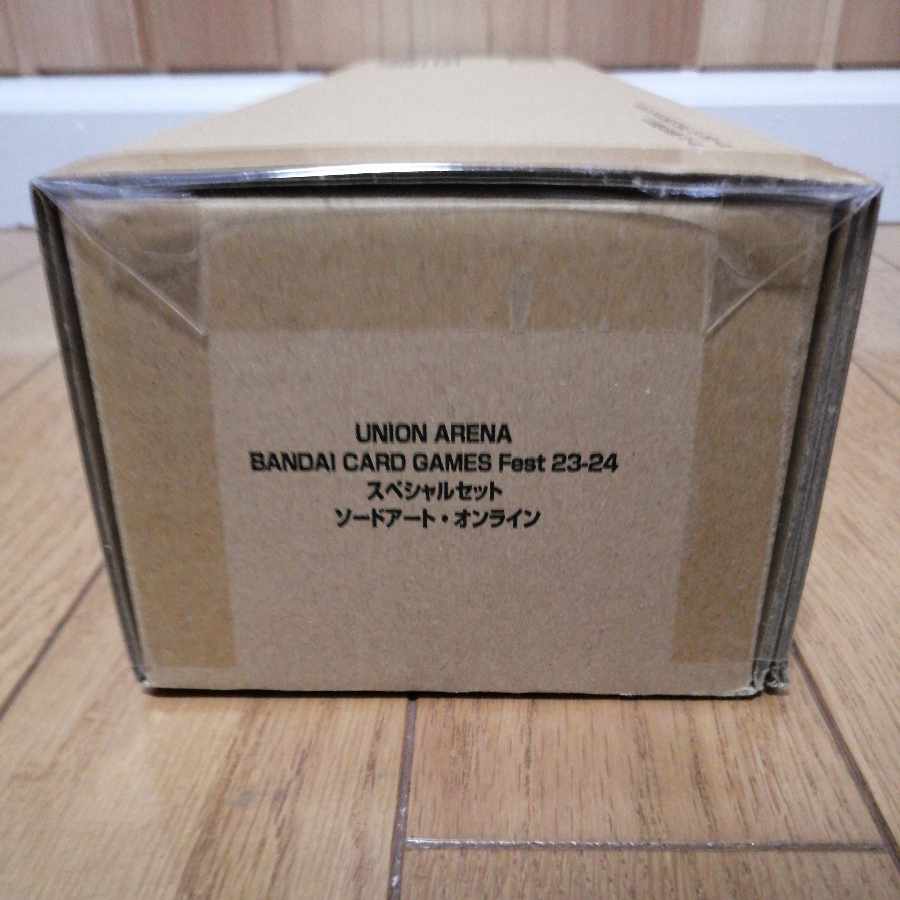 UNION ARENA
BANDAI CARD GAMES Fest 23-24
スペシャルセット
ソードアート・オンライン